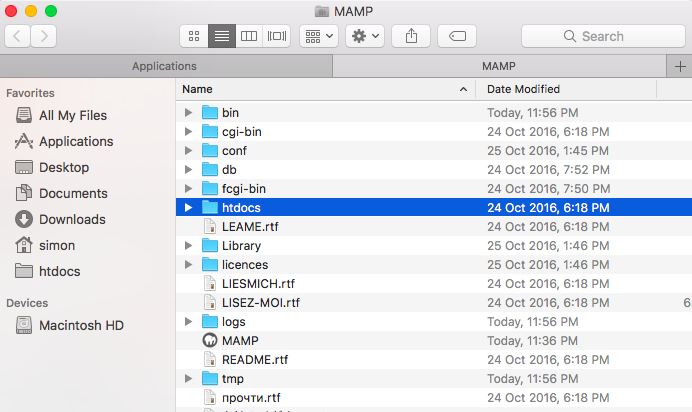 MAMP
Search
Applications
MAMP
Favorites
All My Files
Applications
Desktop
Documents
Downloads
simon
htdocs
Devices
Macintosh HD
Name Date Modified
bin Today, 11:56 PM
cgi-bin 24 Oct 2016, 6:18 PM
conf 25 Oct 2016, 1:45 PM
db 24 Oct 2016, 7:52 PM
fcgi-bin 24 Oct 2016, 7:50 PM
htdocs 24 Oct 2016, 6:18 PM
LEAME.rtf 24 Oct 2016, 6:18 PM
Library 25 Oct 2016, 1:46 PM
licences 25 Oct 2016, 1:46 PM
LIESMICH.rtf 24 Oct 2016, 6:18 PM
LISEZ-MOI.rtf 24 Oct 2016, 6:18 PM 6
logs Today, 11:56 PM
MAMP Today, 11:36 PM
README.rtf 24 Oct 2016, 6:18 PM
tmp Today, 11:56 PM
прочти.rtf 24 Oct 2016, 6:18 PM